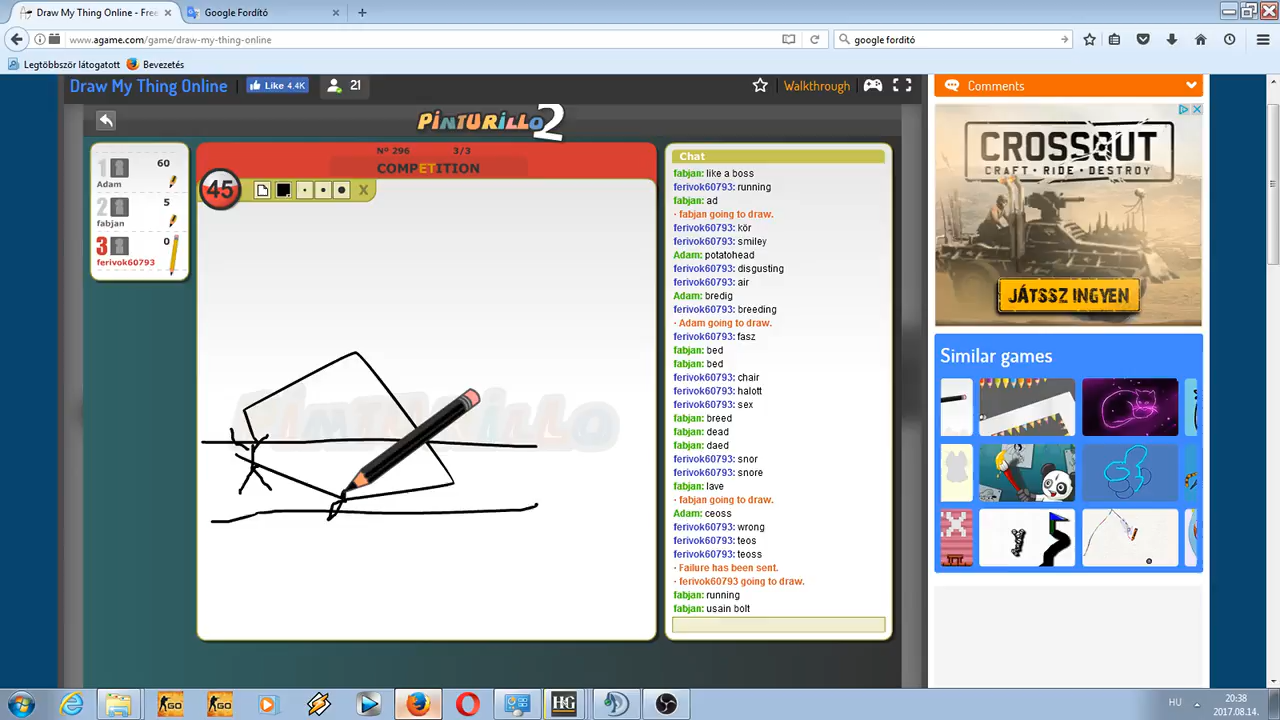 Draw My Thing Online - Free
Google Fordító
www.agame.com/game/draw-my-thing-online
google fordító
Legtöbbször látogatott
Bevezetés
Draw My Thing Online
Like 4.4K
21
Walkthrough
PINTURILLO 2
1
60
Adam
2
5
fabjan
3
0
ferivok60793
Nº 296
3/3
COMPETITION
45
X
PINTURILLO
Chat
fabjan: like a boss
ferivok60793: running
fabjan: ad
· fabjan going to draw.
ferivok60793: kör
ferivok60793: smiley
Adam: potatohead
ferivok60793: disgusting
ferivok60793: air
Adam: bredig
ferivok60793: breeding
· Adam going to draw.
ferivok60793: fasz
fabjan: bed
fabjan: bed
ferivok60793: chair
ferivok60793: halott
ferivok60793: sex
fabjan: breed
fabjan: dead
fabjan: daed
ferivok60793: snor
ferivok60793: snore
fabjan: lave
· fabjan going to draw.
Adam: ceoss
ferivok60793: wrong
ferivok60793: teos
ferivok60793: teoss
· Failure has been sent.
· ferivok60793 going to draw.
fabjan: running
fabjan: usain bolt
Comments
CROSSOUT
CRAFT · RIDE · DESTROY
JÁTSSZ INGYEN
Similar games
GO
GO
HG
HU
20:38
2017.08.14.